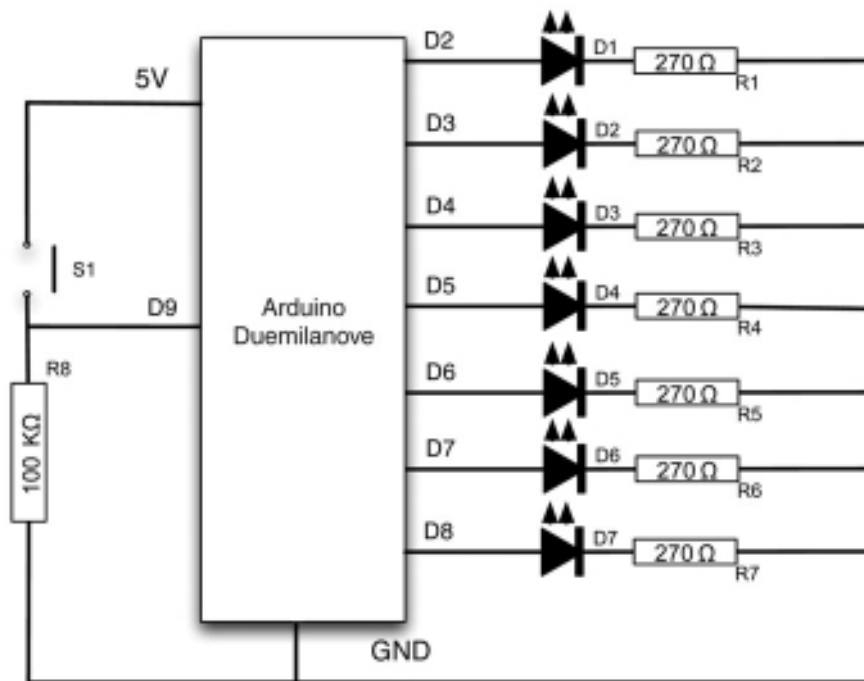 D2 D1 270 Ω R1
5V
D3 D2 270 Ω R2
D4 D3 270 Ω R3
S1
D9
Arduino
Duemilanove
D5 D4 270 Ω R4
R8
100 KΩ
D6 D5 270 Ω R5
D7 D6 270 Ω R6
D8 D7 270 Ω R7
GND